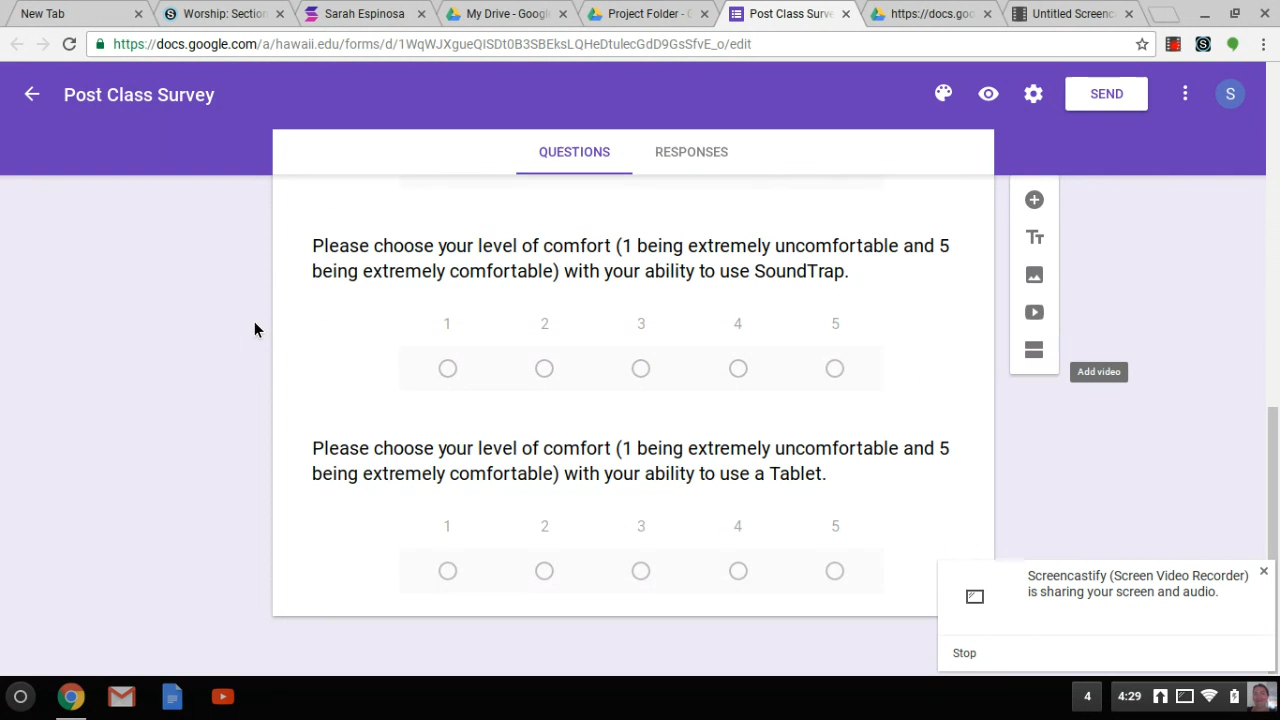 New Tab
Worship: Section
Sarah Espinosa
My Drive - Google
Project Folder - G
Post Class Surve
https://docs.goo
Untitled Screenc
https://docs.google.com/a/hawaii.edu/forms/d/1WqWJXgueQISDt0B3SBEksLQHeDtulecGdD9GsSfvE_o/edit
Post Class Survey
SEND
S
QUESTIONS
RESPONSES
Please choose your level of comfort (1 being extremely uncomfortable and 5
being extremely comfortable) with your ability to use SoundTrap.
1 2 3 4 5
Add video
Please choose your level of comfort (1 being extremely uncomfortable and 5
being extremely comfortable) with your ability to use a Tablet.
1 2 3 4 5
Screencastify (Screen Video Recorder)
is sharing your screen and audio.
Stop
4
4:29